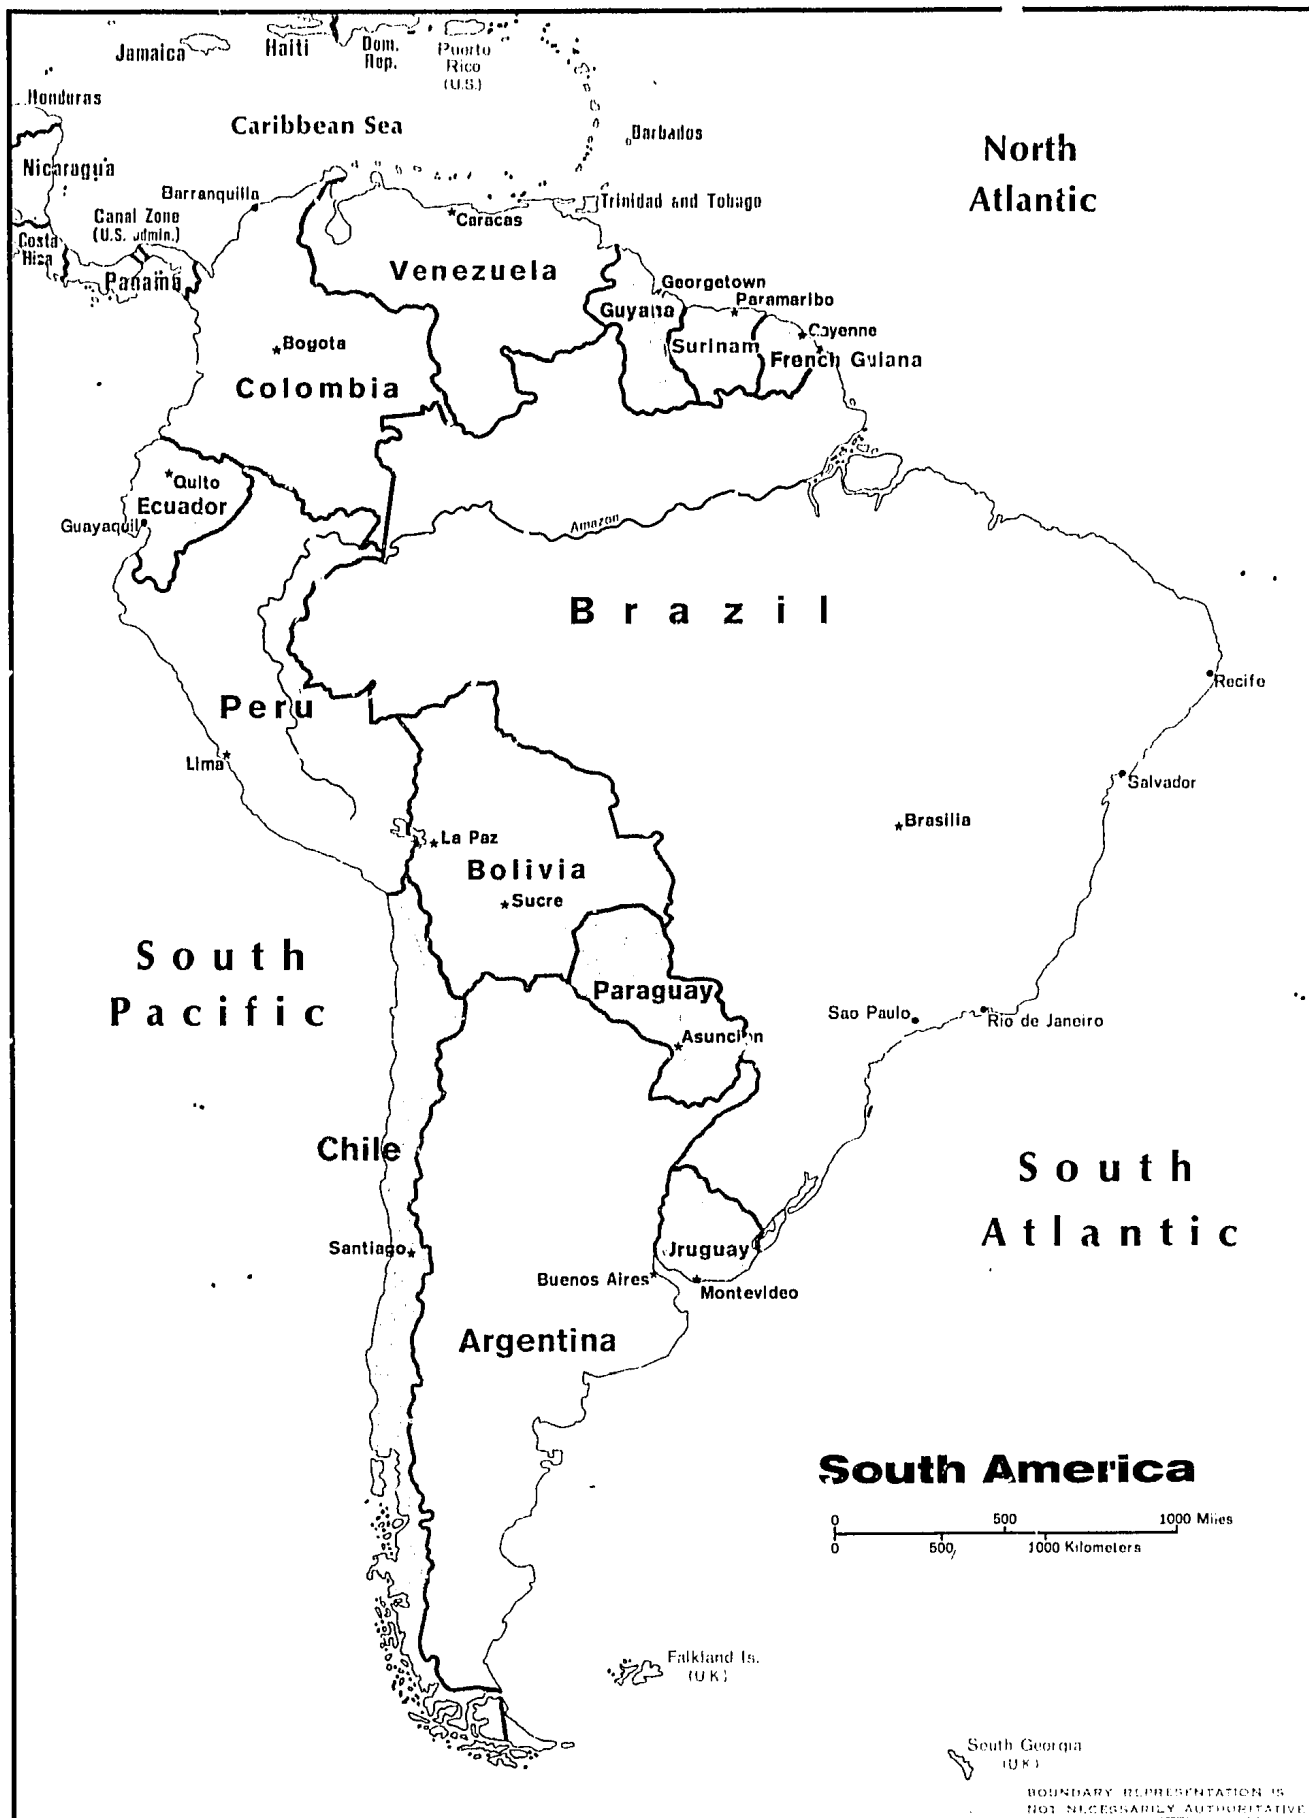 Jamaica
Haiti
Dom.
Rep.
Puerto
Rico
(U.S.)
Honduras
Caribbean Sea
Barbados
North
Atlantic
Nicaragua
Barranquilla
Caracas
Trinidad and Tobago
Canal Zone
(U.S. admin.)
Costa
Rica
Panamá
Venezuela
Georgetown
Paramaribo
Guyana
Cayenne
Surinam
French Guiana
Bogota
Colombia
Quito
Ecuador
Guayaquil
Amazon
Brazil
Recife
Peru
Lima
Salvador
Brasilia
La Paz
Bolivia
Sucre
South
Pacific
Paraguay
Sao Paulo
Rio de Janeiro
Asuncion
Chile
South
Atlantic
Santiago
Uruguay
Buenos Aires
Montevideo
Argentina
South America
0 500 1000 Miles
0 500 1000 Kilometers
Falkland Is.
(U.K.)
South Georgia
(U.K.)
BOUNDARY REPRESENTATION IS
NOT NECESSARILY AUTHORITATIVE